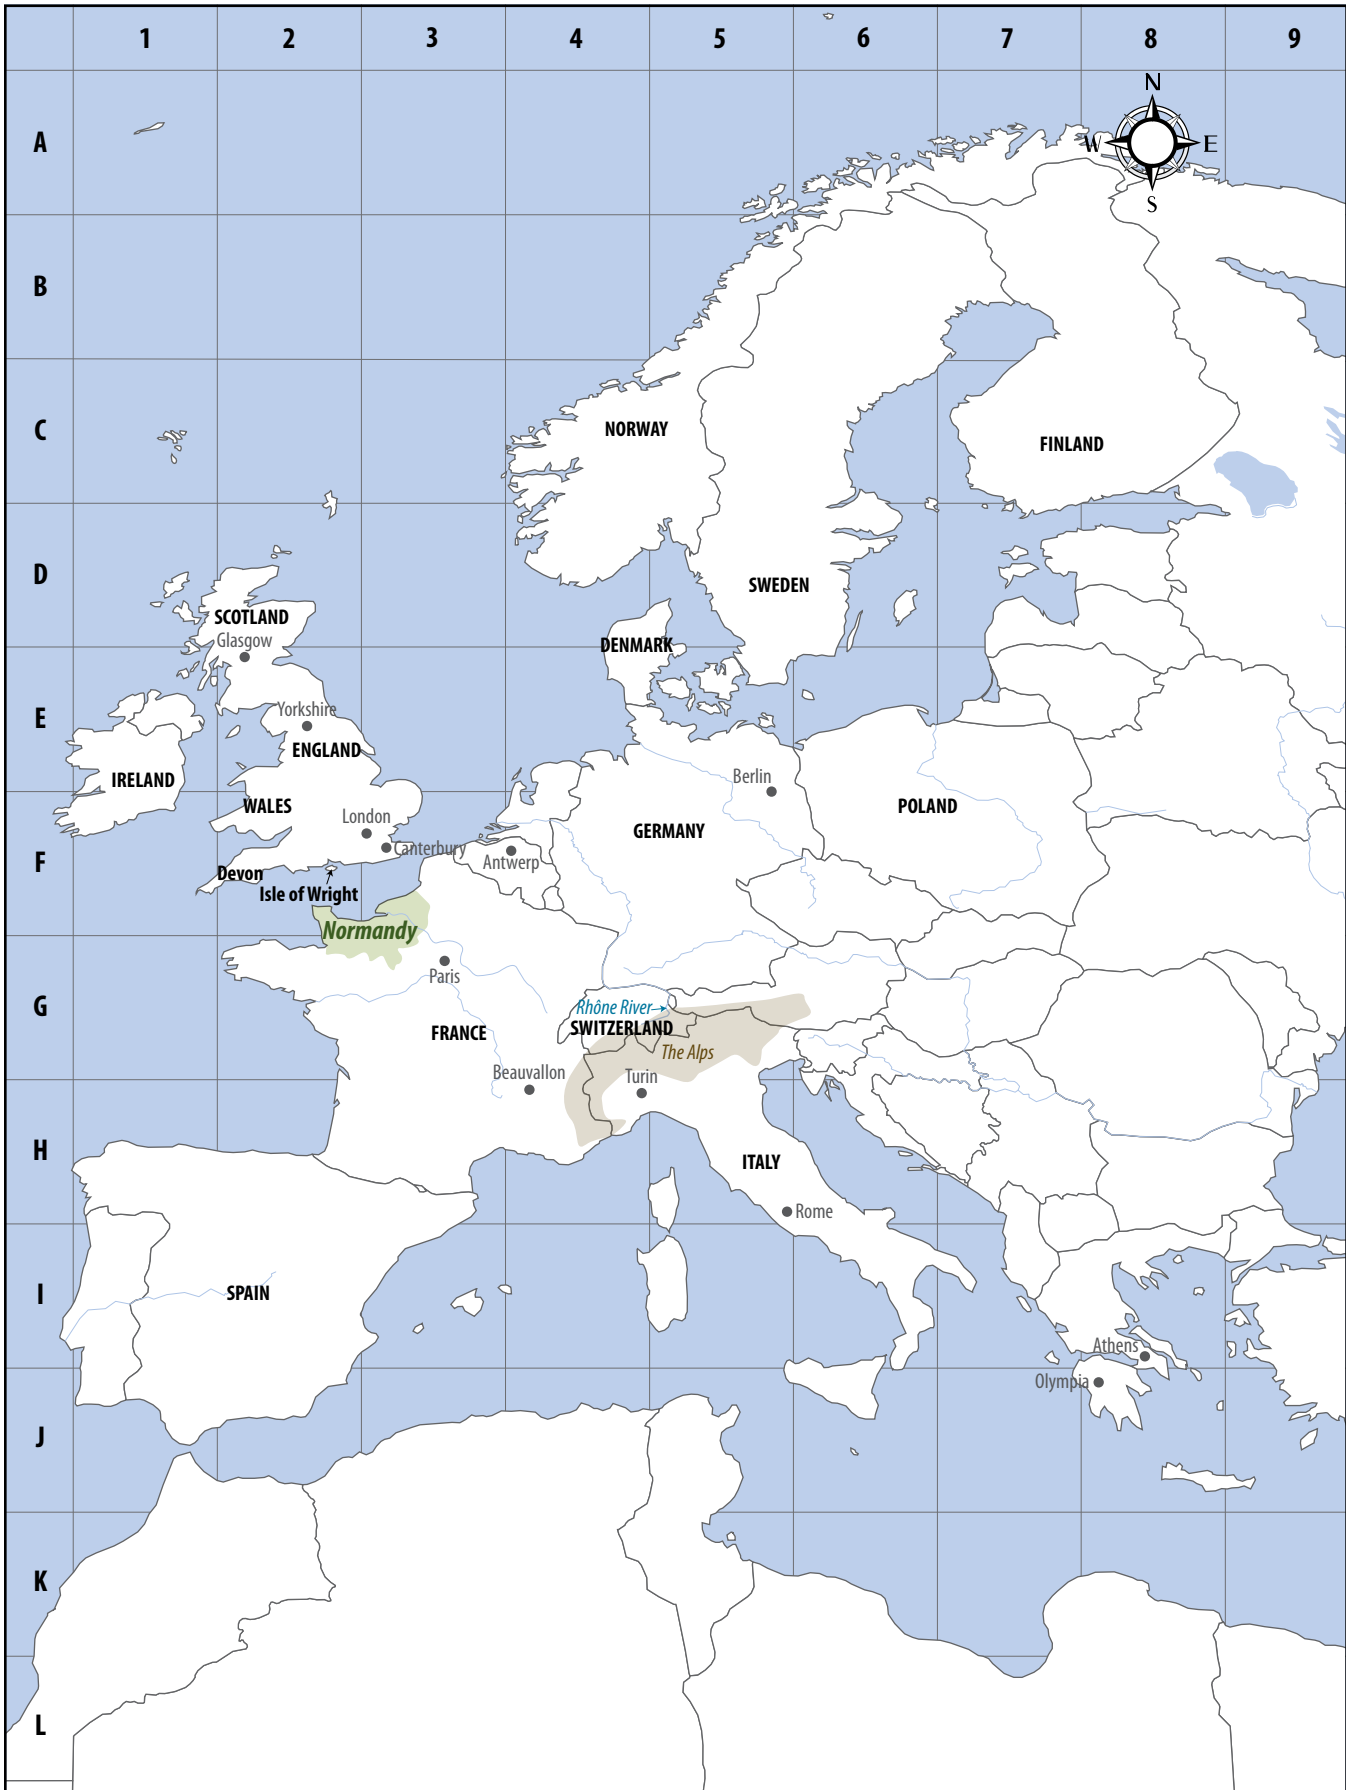 1 2 3 4 5 6 7 8 9
N
A
W E
S
B
C
NORWAY
FINLAND
D
SWEDEN
SCOTLAND
Glasgow
DENMARK
E
Yorkshire
ENGLAND
IRELAND
Berlin
WALES
POLAND
London
GERMANY
Canterbury
F
Antwerp
Devon
Isle of Wright
Normandy
Paris
G
Rhône River
SWITZERLAND
FRANCE
The Alps
Beauvallon
Turin
H
ITALY
Rome
I
SPAIN
Athens
Olympia
J
K
L